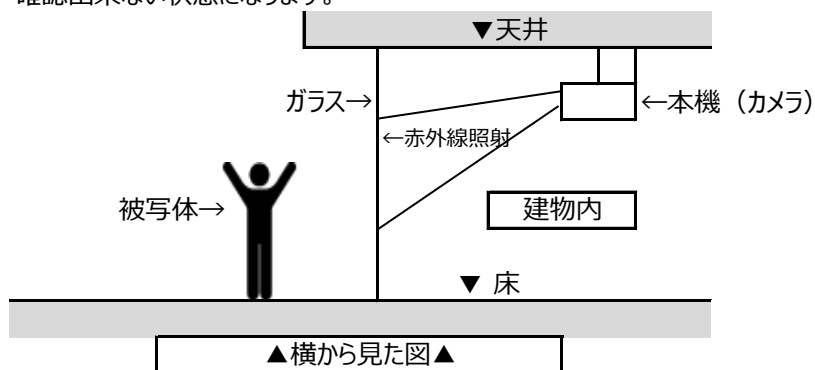 確認出来ない状態になります。
▼天井
ガラス→
←本機（カメラ）
←赤外線照射
被写体→
建物内
▼ 床
▲横から見た図▲